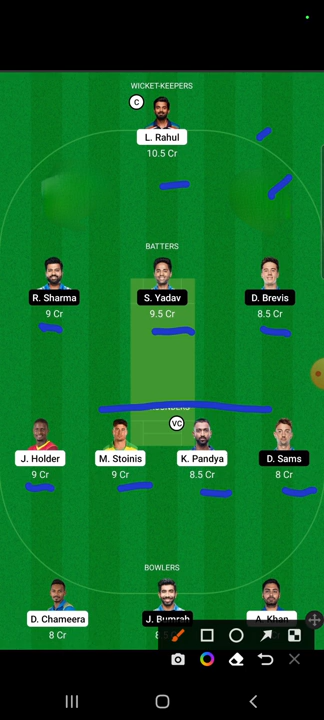 WICKET-KEEPERS
C
L. Rahul
10.5 Cr
BATTERS
R. Sharma S. Yadav D. Brevis
9 Cr 9.5 Cr 8.5 Cr
VC
J. Holder M. Stoinis K. Pandya D. Sams
9 Cr 9 Cr 8.5 Cr 8 Cr
BOWLERS
D. Chameera J. Bumrah A. Khan
8 Cr